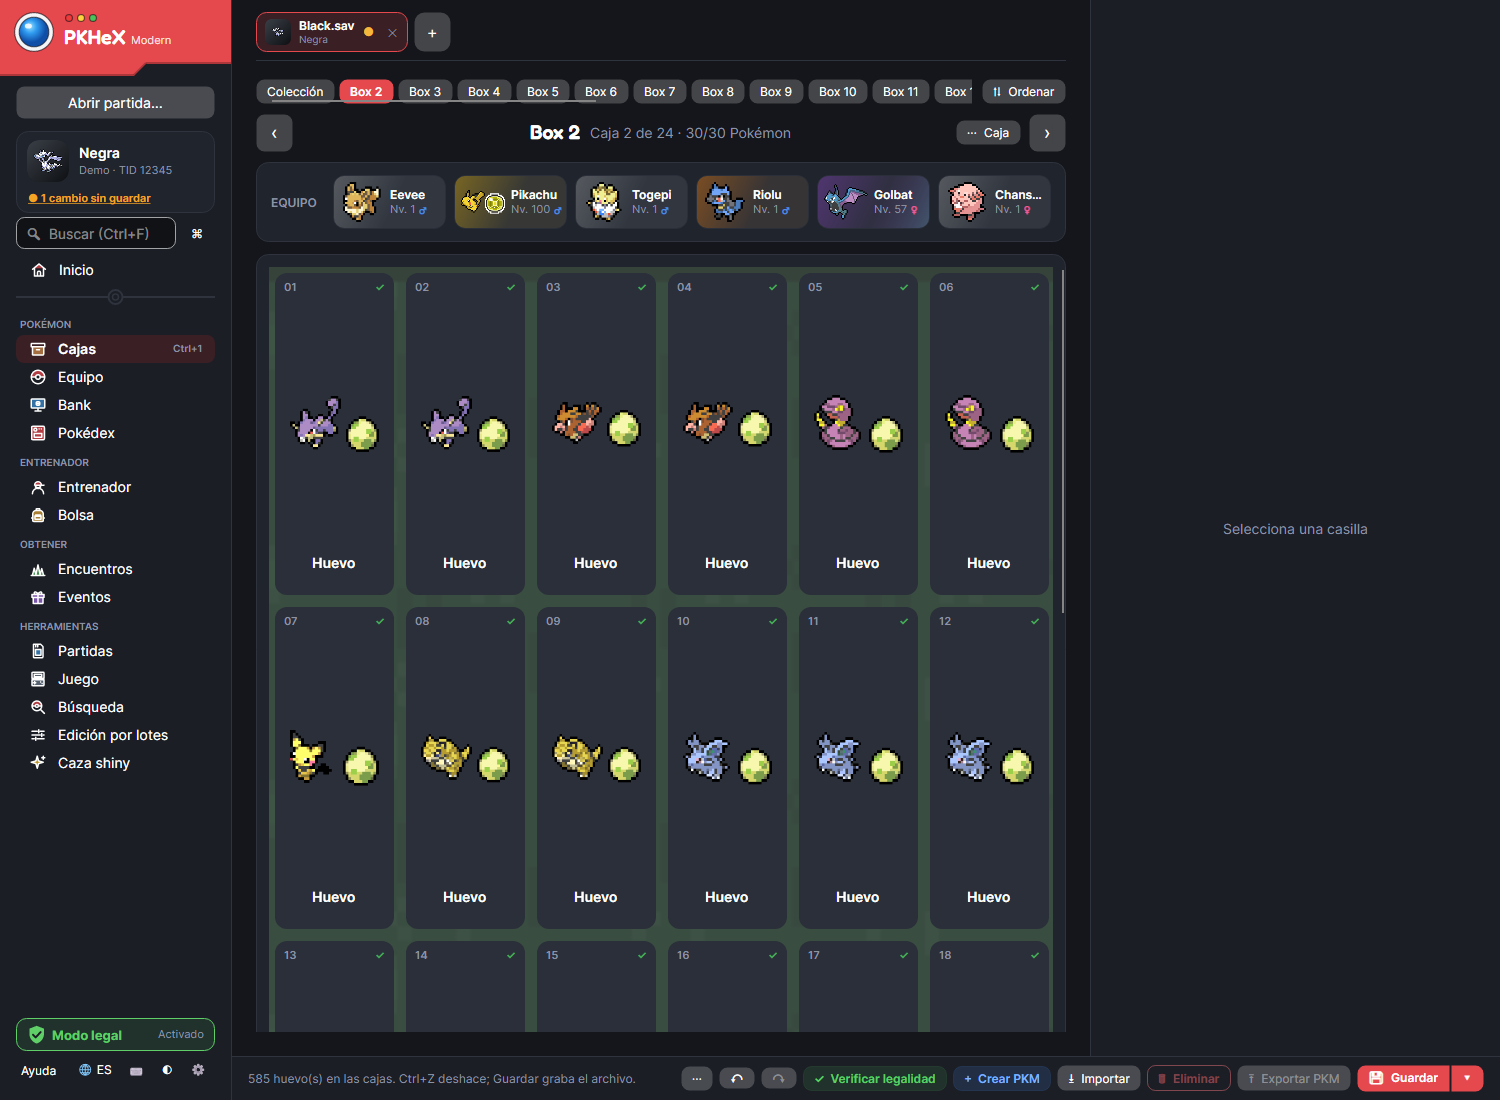 PKHeX Modern
Abrir partida...
Negra
Demo · TID 12345
1 cambio sin guardar
Buscar (Ctrl+F)
⌘
Inicio
POKÉMON
Cajas Ctrl+1
Equipo
Bank
Pokédex
ENTRENADOR
Entrenador
Bolsa
OBTENER
Encuentros
Eventos
HERRAMIENTAS
Partidas
Juego
Búsqueda
Edición por lotes
Caza shiny
Modo legal Activado
Ayuda ES
Black.sav
Negra
+
Colección Box 2 Box 3 Box 4 Box 5 Box 6 Box 7 Box 8 Box 9 Box 10 Box 11 Box Ordenar
‹ Box 2 Caja 2 de 24 · 30/30 Pokémon ··· Caja ›
EQUIPO
Eevee
Nv. 1 ♂
Pikachu
Nv. 100 ♂
Togepi
Nv. 1 ♂
Riolu
Nv. 1 ♂
Golbat
Nv. 57 ♀
Chans...
Nv. 1 ♀
01 ✓ 02 ✓ 03 ✓ 04 ✓ 05 ✓ 06 ✓
Huevo Huevo Huevo Huevo Huevo Huevo
07 ✓ 08 ✓ 09 ✓ 10 ✓ 11 ✓ 12 ✓
Huevo Huevo Huevo Huevo Huevo Huevo
13 ✓ 14 ✓ 15 ✓ 16 ✓ 17 ✓ 18 ✓
Selecciona una casilla
585 huevo(s) en las cajas. Ctrl+Z deshace; Guardar graba el archivo. ... ✓ Verificar legalidad + Crear PKM Importar Eliminar Exportar PKM Guardar